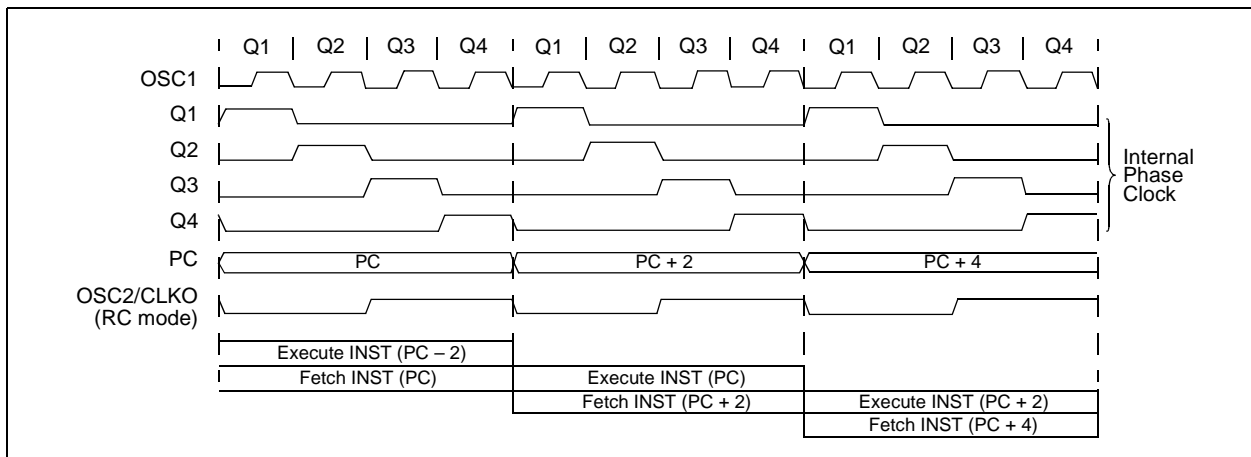 Q1 Q2 Q3 Q4 Q1 Q2 Q3 Q4 Q1 Q2 Q3 Q4
OSC1
Q1
Q2
Q3
Q4
Internal
Phase
Clock
PC PC PC + 2 PC + 4
OSC2/CLKO
(RC mode)
Execute INST (PC – 2)
Fetch INST (PC) Execute INST (PC)
Fetch INST (PC + 2) Execute INST (PC + 2)
Fetch INST (PC + 4)